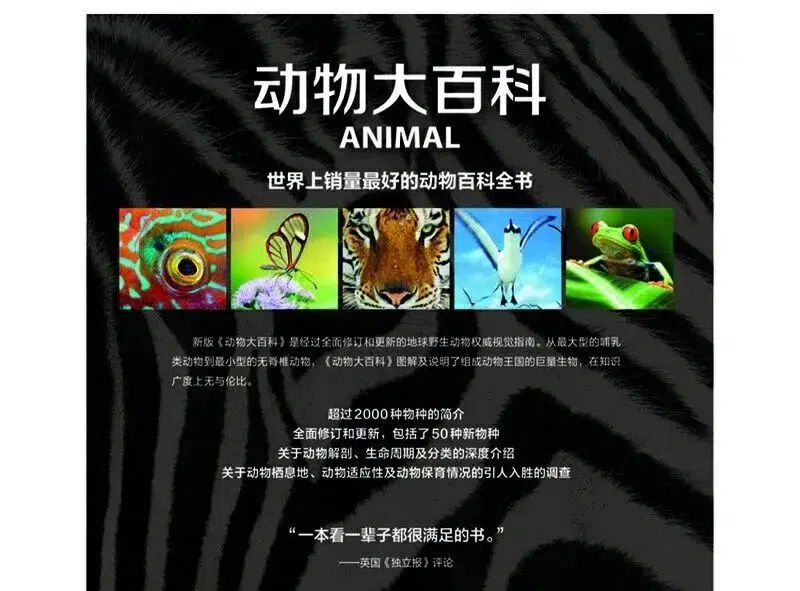 动物大百科
ANIMAL
世界上销量最好的动物百科全书
新版《动物大百科》是经过全面修订和更新的地球野生动物权威视觉指南。从最大型的哺乳
类动物到最小型的无脊椎动物，《动物大百科》图解及说明了组成动物王国的巨量生物，在知识
广度上无与伦比。
超过2000种物种的简介
全面修订和更新，包括了50种新物种
关于动物解剖、生命周期及分类的深度介绍
关于动物栖息地、动物适应性及动物保育情况的引人入胜的调查
“一本看一辈子都很满足的书。”
——英国《独立报》评论